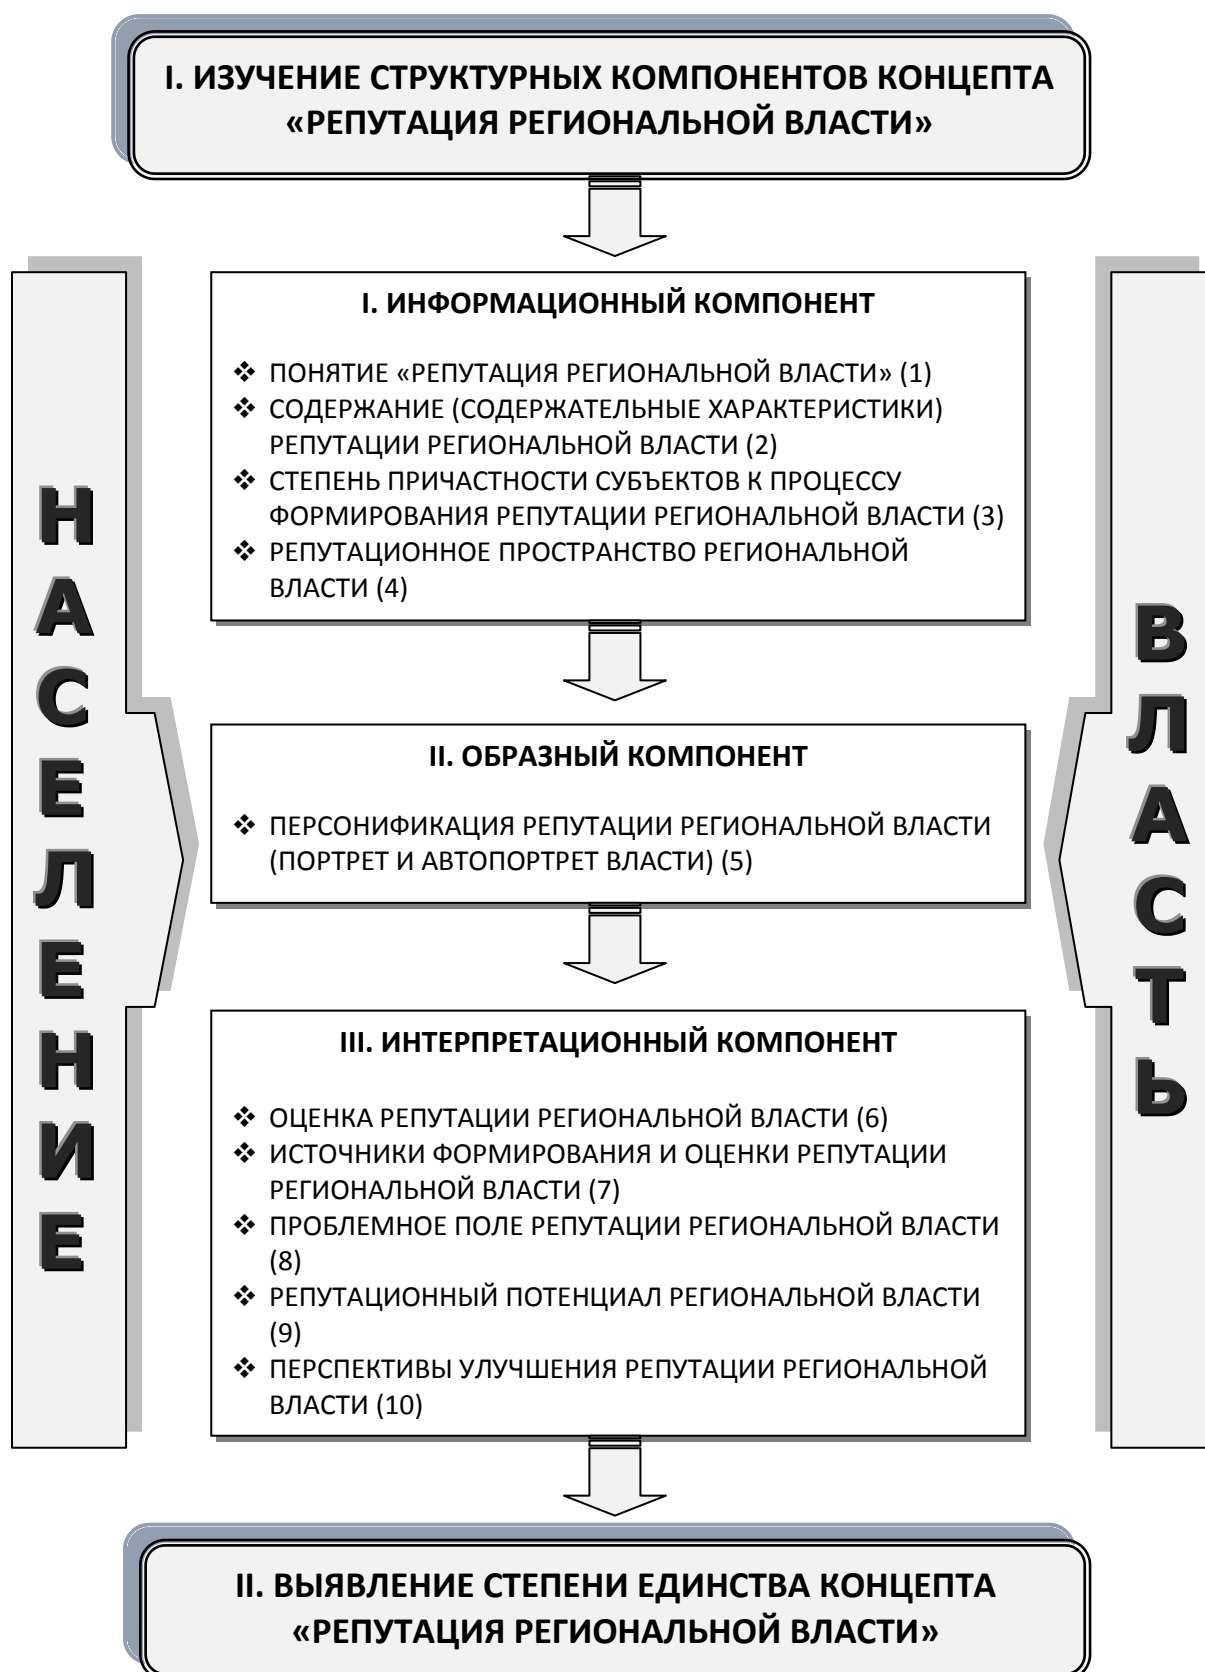 I. ИЗУЧЕНИЕ СТРУКТУРНЫХ КОМПОНЕНТОВ КОНЦЕПТА
«РЕПУТАЦИЯ РЕГИОНАЛЬНОЙ ВЛАСТИ»
НАСЕЛЕНИЕ
I. ИНФОРМАЦИОННЫЙ КОМПОНЕНТ
❖ ПОНЯТИЕ «РЕПУТАЦИЯ РЕГИОНАЛЬНОЙ ВЛАСТИ» (1)
❖ СОДЕРЖАНИЕ (СОДЕРЖАТЕЛЬНЫЕ ХАРАКТЕРИСТИКИ)
РЕПУТАЦИИ РЕГИОНАЛЬНОЙ ВЛАСТИ (2)
❖ СТЕПЕНЬ ПРИЧАСТНОСТИ СУБЪЕКТОВ К ПРОЦЕССУ
ФОРМИРОВАНИЯ РЕПУТАЦИИ РЕГИОНАЛЬНОЙ ВЛАСТИ (3)
❖ РЕПУТАЦИОННОЕ ПРОСТРАНСТВО РЕГИОНАЛЬНОЙ
ВЛАСТИ (4)
II. ОБРАЗНЫЙ КОМПОНЕНТ
❖ ПЕРСОНИФИКАЦИЯ РЕПУТАЦИИ РЕГИОНАЛЬНОЙ ВЛАСТИ
(ПОРТРЕТ И АВТОПОРТРЕТ ВЛАСТИ) (5)
III. ИНТЕРПРЕТАЦИОННЫЙ КОМПОНЕНТ
❖ ОЦЕНКА РЕПУТАЦИИ РЕГИОНАЛЬНОЙ ВЛАСТИ (6)
❖ ИСТОЧНИКИ ФОРМИРОВАНИЯ И ОЦЕНКИ РЕПУТАЦИИ
РЕГИОНАЛЬНОЙ ВЛАСТИ (7)
❖ ПРОБЛЕМНОЕ ПОЛЕ РЕПУТАЦИИ РЕГИОНАЛЬНОЙ ВЛАСТИ
(8)
❖ РЕПУТАЦИОННЫЙ ПОТЕНЦИАЛ РЕГИОНАЛЬНОЙ ВЛАСТИ
(9)
❖ ПЕРСПЕКТИВЫ УЛУЧШЕНИЯ РЕПУТАЦИИ РЕГИОНАЛЬНОЙ
ВЛАСТИ (10)
ВЛАСТЬ
II. ВЫЯВЛЕНИЕ СТЕПЕНИ ЕДИНСТВА КОНЦЕПТА
«РЕПУТАЦИЯ РЕГИОНАЛЬНОЙ ВЛАСТИ»